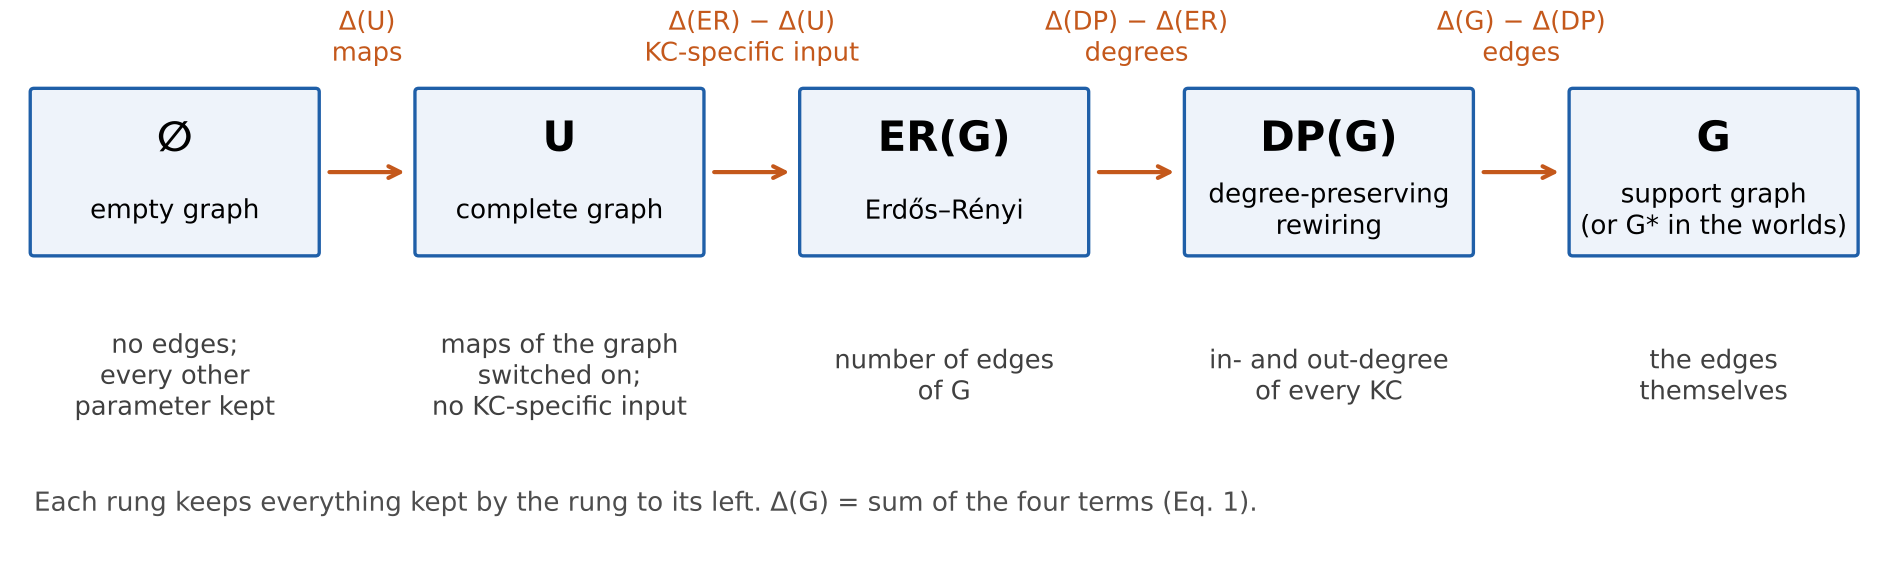 Δ(U)
maps
Δ(ER) − Δ(U)
KC-specific input
Δ(DP) − Δ(ER)
degrees
Δ(G) − Δ(DP)
edges
∅
empty graph
U
complete graph
ER(G)
Erdős–Rényi
DP(G)
degree-preserving
rewiring
G
support graph
(or G* in the worlds)
no edges;
every other
parameter kept
maps of the graph
switched on;
no KC-specific input
number of edges
of G
in- and out-degree
of every KC
the edges
themselves
Each rung keeps everything kept by the rung to its left. Δ(G) = sum of the four terms (Eq. 1).